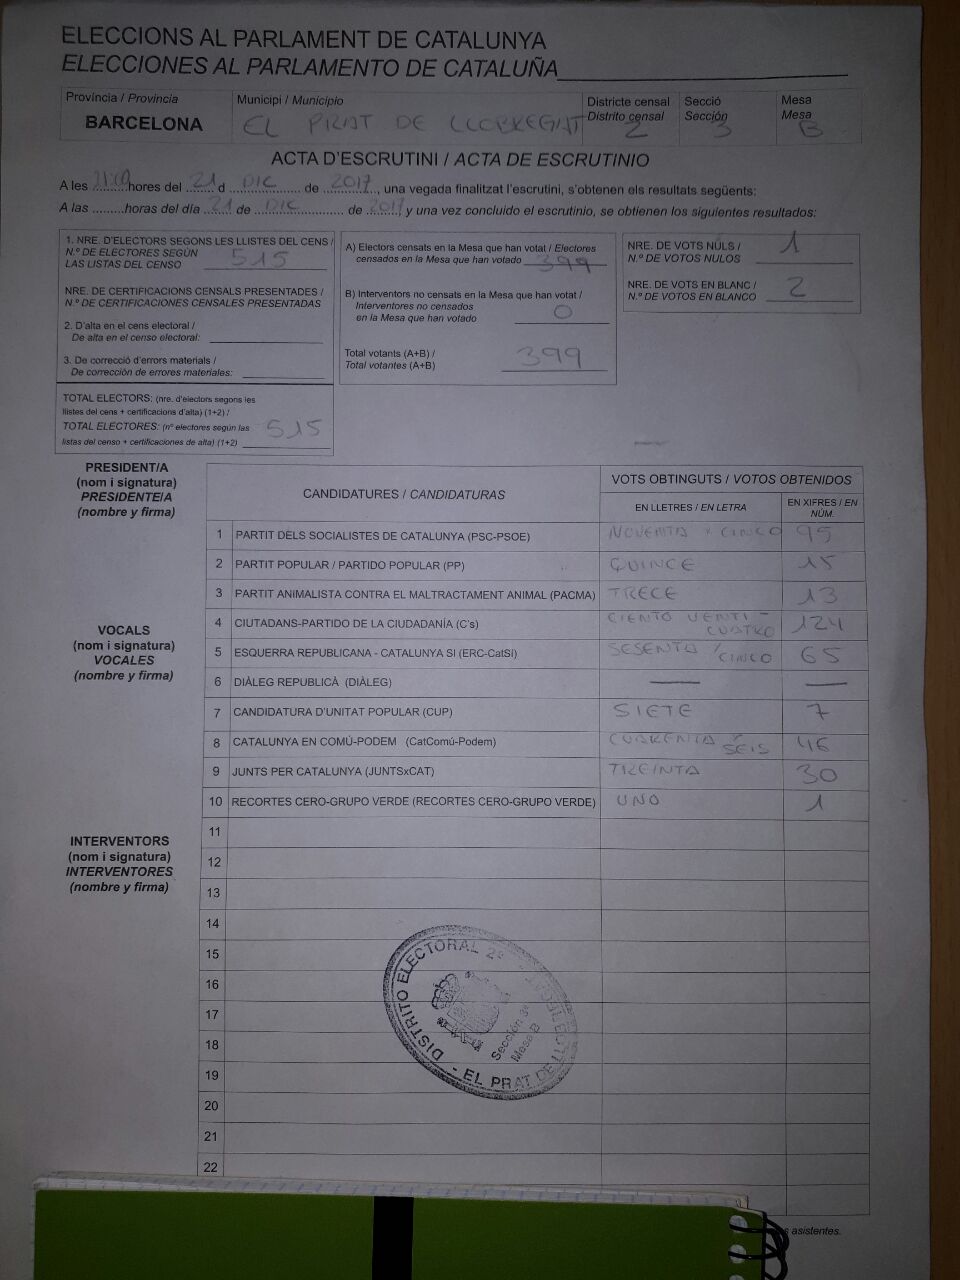 ELECCIONS AL PARLAMENT DE CATALUNYA
ELECCIONES AL PARLAMENTO DE CATALUÑA
Província / Provincia
BARCELONA
Municipi / Municipio
EL PRAT DE LLOBREGAT
Districte censal
Distrito censal
2
Secció
Sección
3
Mesa
Mesa
B
ACTA D'ESCRUTINI / ACTA DE ESCRUTINIO
A les 21:00 hores del 21 d DIC de 2017, una vegada finalitzat l'escrutini, s'obtenen els resultats següents:
A las ......... horas del día 21 de DIC de 2017, y una vez concluido el escrutinio, se obtienen los siguientes resultados:
1. NRE. D'ELECTORS SEGONS LES LLISTES DEL CENS /
N.º DE ELECTORES SEGÚN
LAS LISTAS DEL CENSO 515
NRE. DE CERTIFICACIONS CENSALS PRESENTADES /
N.º DE CERTIFICACIONES CENSALES PRESENTADAS
2. D'alta en el cens electoral /
De alta en el censo electoral:
3. De correcció d'errors materials /
De corrección de errores materiales:
TOTAL ELECTORS: (nre. d'electors segons les
llistes del cens + certificacions d'alta) (1+2) /
TOTAL ELECTORES: (nº electores según las
listas del censo + certificaciones de alta) (1+2) 515
A) Electors censats en la Mesa que han votat / Electores
censados en la Mesa que han votado 399
B) Interventors no censats en la Mesa que han votat /
Interventores no censados
en la Mesa que han votado 0
Total votants (A+B) /
Total votantes (A+B) 399
NRE. DE VOTS NULS /
N.º DE VOTOS NULOS 1
NRE. DE VOTS EN BLANC /
N.º DE VOTOS EN BLANCO 2
PRESIDENT/A
(nom i signatura)
PRESIDENTE/A
(nombre y firma)
VOCALS
(nom i signatura)
VOCALES
(nombre y firma)
INTERVENTORS
(nom i signatura)
INTERVENTORES
(nombre y firma)
CANDIDATURES / CANDIDATURAS
VOTS OBTINGUTS / VOTOS OBTENIDOS
EN LLETRES / EN LETRA
EN XIFRES / EN
NÚM.
1 PARTIT DELS SOCIALISTES DE CATALUNYA (PSC-PSOE) NOVENTA Y CINCO 95
2 PARTIT POPULAR / PARTIDO POPULAR (PP) QUINCE 15
3 PARTIT ANIMALISTA CONTRA EL MALTRACTAMENT ANIMAL (PACMA) TRECE 13
4 CIUTADANS-PARTIDO DE LA CIUDADANÍA (C's) CIENTO VENTI-CUATRO 124
5 ESQUERRA REPUBLICANA - CATALUNYA SI (ERC-CatSí) SESENTA Y CINCO 65
6 DIÀLEG REPUBLICÀ (DIÀLEG) — —
7 CANDIDATURA D'UNITAT POPULAR (CUP) SIETE 7
8 CATALUNYA EN COMÚ-PODEM (CatComú-Podem) CUARENTA Y SEIS 46
9 JUNTS PER CATALUNYA (JUNTSxCAT) TREINTA 30
10 RECORTES CERO-GRUPO VERDE (RECORTES CERO-GRUPO VERDE) UNO 1
11
12
13
14
15
16
17
18
19
20
21
22
DISTRITO ELECTORAL 2º
Sección 3ª
Mesa B
- EL PRAT DE LLOBREGAT
asistentes.